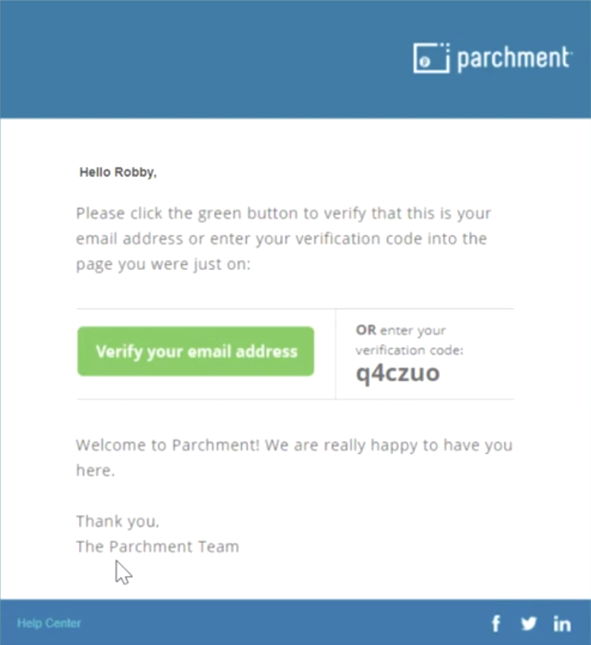 parchment
Hello Robby,
Please click the green button to verify that this is your
email address or enter your verification code into the
page you were just on:
Verify your email address
OR enter your
verification code:
q4czuo
Welcome to Parchment! We are really happy to have you
here.
Thank you,
The Parchment Team
Help Center